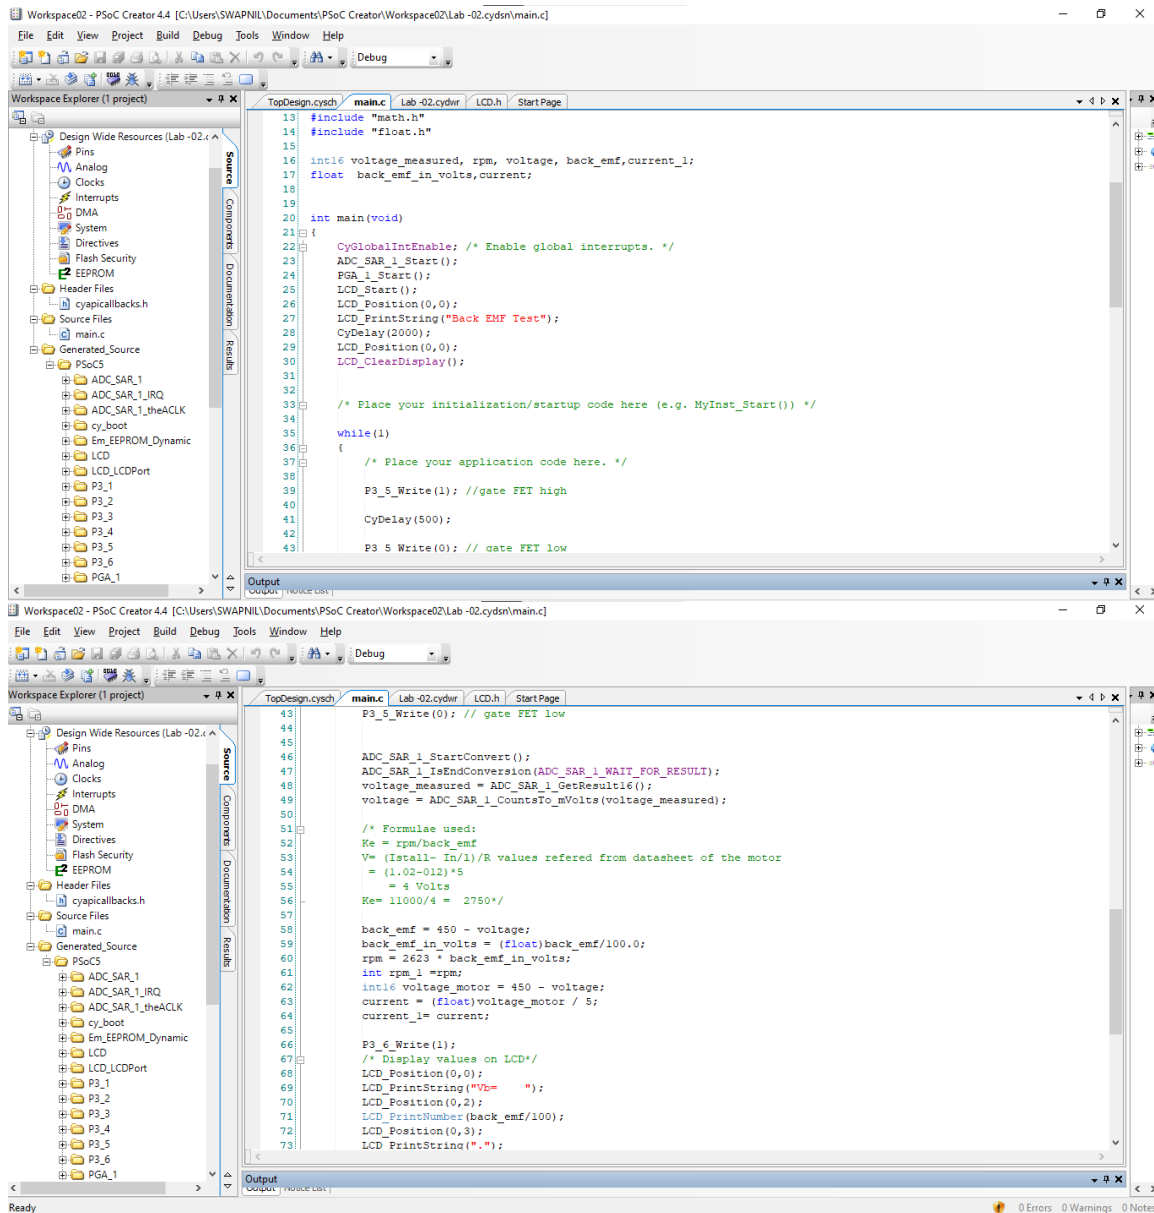 Workspace02 - PSoC Creator 4.4 [C:\Users\SWAPNIL\Documents\PSoC Creator\Workspace02\Lab -02.cydsn\main.c]
File Edit View Project Build Debug Tools Window Help
Debug
Workspace Explorer (1 project)
TopDesign.cysch main.c Lab -02.cydwr LCD.h Start Page
Design Wide Resources (Lab -02.c
Pins
Analog
Clocks
Interrupts
DMA
System
Directives
Flash Security
EEPROM
Header Files
cyapicallbacks.h
Source Files
main.c
Generated_Source
PSoC5
ADC_SAR_1
ADC_SAR_1_IRQ
ADC_SAR_1_theACLK
cy_boot
Em_EEPROM_Dynamic
LCD
LCD_LCDPort
P3_1
P3_2
P3_3
P3_4
P3_5
P3_6
PGA_1
Source
Components
Documentation
Results
13 #include "math.h"
14 #include "float.h"
15
16 int16 voltage_measured, rpm, voltage, back_emf,current_1;
17 float back_emf_in_volts,current;
18
19
20 int main(void)
21 {
22 CyGlobalIntEnable; /* Enable global interrupts. */
23 ADC_SAR_1_Start();
24 PGA_1_Start();
25 LCD_Start();
26 LCD_Position(0,0);
27 LCD_PrintString("Back EMF Test");
28 CyDelay(2000);
29 LCD_Position(0,0);
30 LCD_ClearDisplay();
31
32
33 /* Place your initialization/startup code here (e.g. MyInst_Start()) */
34
35 while(1)
36 {
37 /* Place your application code here. */
38
39 P3_5_Write(1); //gate FET high
40
41 CyDelay(500);
42
43 P3_5_Write(0); // gate FET low
Output
Output Notice List
Workspace02 - PSoC Creator 4.4 [C:\Users\SWAPNIL\Documents\PSoC Creator\Workspace02\Lab -02.cydsn\main.c]
File Edit View Project Build Debug Tools Window Help
Debug
Workspace Explorer (1 project)
TopDesign.cysch main.c Lab -02.cydwr LCD.h Start Page
Design Wide Resources (Lab -02.c
Pins
Analog
Clocks
Interrupts
DMA
System
Directives
Flash Security
EEPROM
Header Files
cyapicallbacks.h
Source Files
main.c
Generated_Source
PSoC5
ADC_SAR_1
ADC_SAR_1_IRQ
ADC_SAR_1_theACLK
cy_boot
Em_EEPROM_Dynamic
LCD
LCD_LCDPort
P3_1
P3_2
P3_3
P3_4
P3_5
P3_6
PGA_1
Source
Components
Documentation
Results
43 P3_5_Write(0); // gate FET low
44
45
46 ADC_SAR_1_StartConvert();
47 ADC_SAR_1_IsEndConversion(ADC_SAR_1_WAIT_FOR_RESULT);
48 voltage_measured = ADC_SAR_1_GetResult16();
49 voltage = ADC_SAR_1_CountsTo_mVolts(voltage_measured);
50
51 /* Formulae used:
52 Ke = rpm/back_emf
53 V= (Istall- In/l)/R values refered from datasheet of the motor
54 = (1.02-012)*5
55 = 4 Volts
56 Ke= 11000/4 = 2750*/
57
58 back_emf = 450 - voltage;
59 back_emf_in_volts = (float)back_emf/100.0;
60 rpm = 2623 * back_emf_in_volts;
61 int rpm_1 =rpm;
62 int16 voltage_motor = 450 - voltage;
63 current = (float)voltage_motor / 5;
64 current_1= current;
65
66 P3_6_Write(1);
67 /* Display values on LCD*/
68 LCD_Position(0,0);
69 LCD_PrintString("Vb= ");
70 LCD_Position(0,2);
71 LCD_PrintNumber(back_emf/100);
72 LCD_Position(0,3);
73 LCD_PrintString(".");
Output
Output Notice List
Ready
0 Errors 0 Warnings 0 Notes